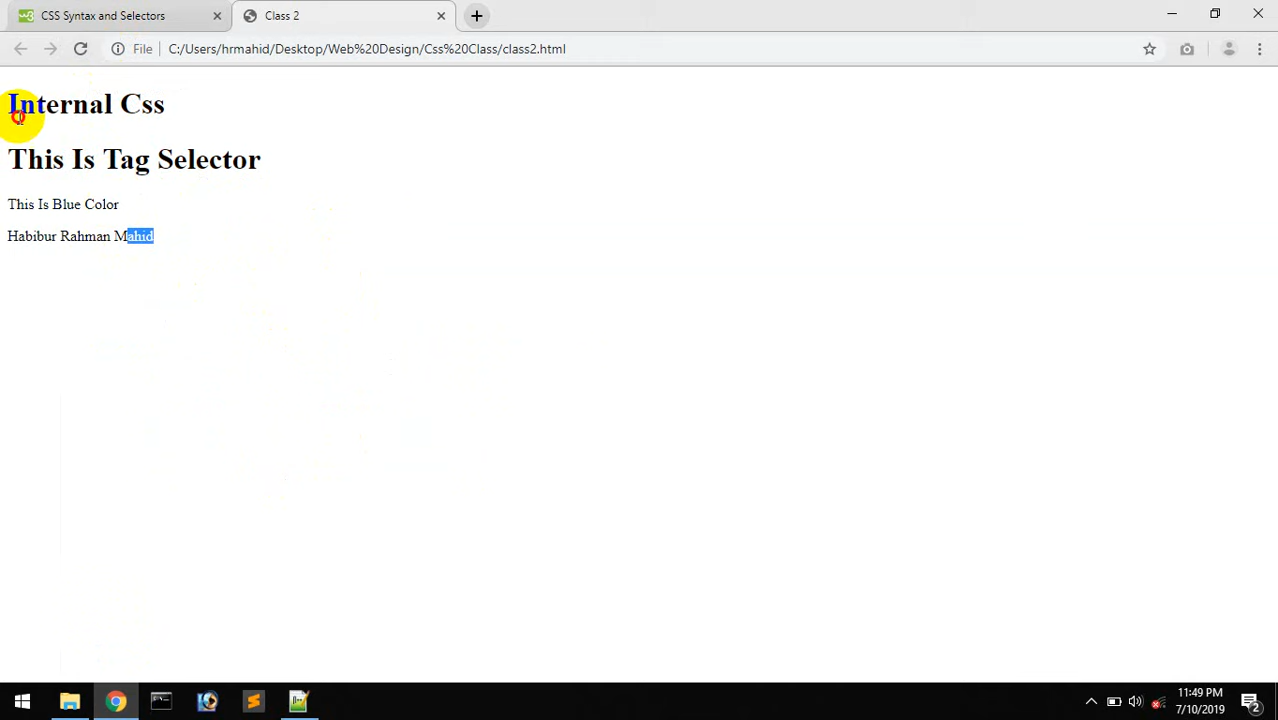 CSS Syntax and Selectors
Class 2
File
C:/Users/hrmahid/Desktop/Web%20Design/Css%20Class/class2.html
Internal Css
This Is Tag Selector
This Is Blue Color
Habibur Rahman Mahid
11:49 PM
7/10/2019
2